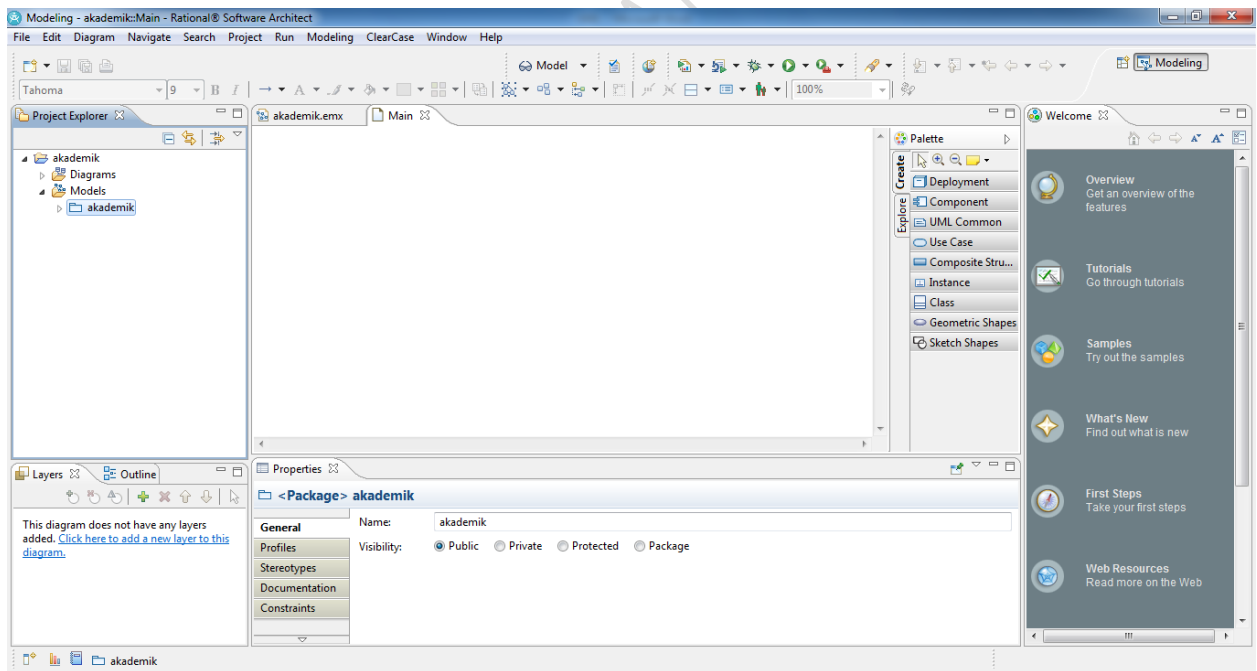 Modeling - akademik::Main - Rational® Software Architect
File Edit Diagram Navigate Search Project Run Modeling ClearCase Window Help
Model
Modeling
Tahoma 9 B I A 100%
Project Explorer
akademik.emx Main
Welcome
akademik
Diagrams
Models
akademik
Palette
Create
Explore
Deployment
Component
UML Common
Use Case
Composite Stru...
Instance
Class
Geometric Shapes
Sketch Shapes
Overview
Get an overview of the
features
Tutorials
Go through tutorials
Samples
Try out the samples
What's New
Find out what is new
First Steps
Take your first steps
Web Resources
Read more on the Web
Layers Outline
This diagram does not have any layers
added. Click here to add a new layer to this
diagram.
Properties
<Package> akademik
General
Profiles
Stereotypes
Documentation
Constraints
Name: akademik
Visibility: Public Private Protected Package
akademik